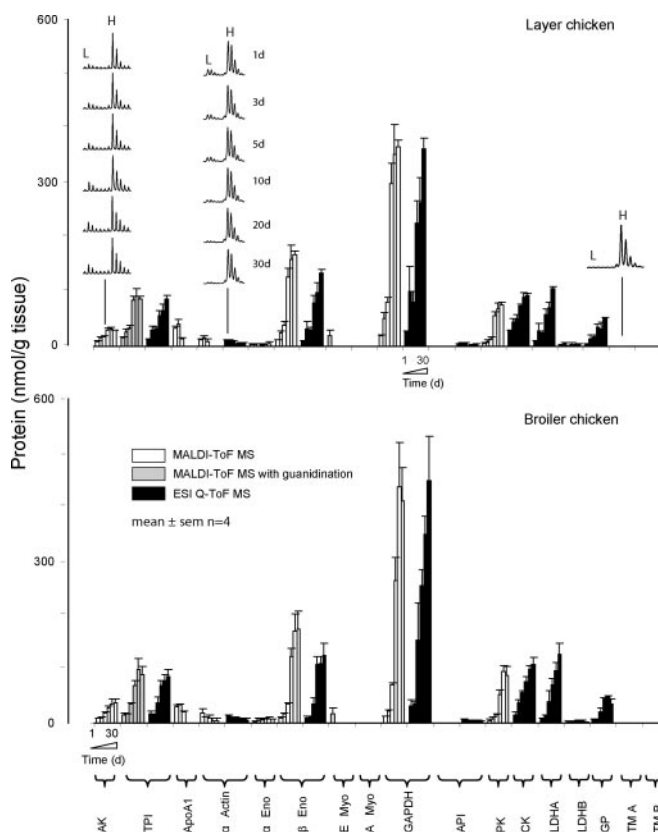 600
Layer chicken
H
L
H
L
1d
3d
5d
10d
20d
30d
300
H
L
0
1 30
Time (d)
Protein (nmol/g tissue)
600
Broiler chicken
MALDI-ToF MS
MALDI-ToF MS with guanidination
ESI Q-ToF MS
mean ± sem n=4
300
0
1 30
Time (d)
AK
TPI
ApoA1
α Actin
α Eno
β Eno
E Myo
A Myo
GAPDH
API
PK
CK
LDHA
LDHB
GP
TM A